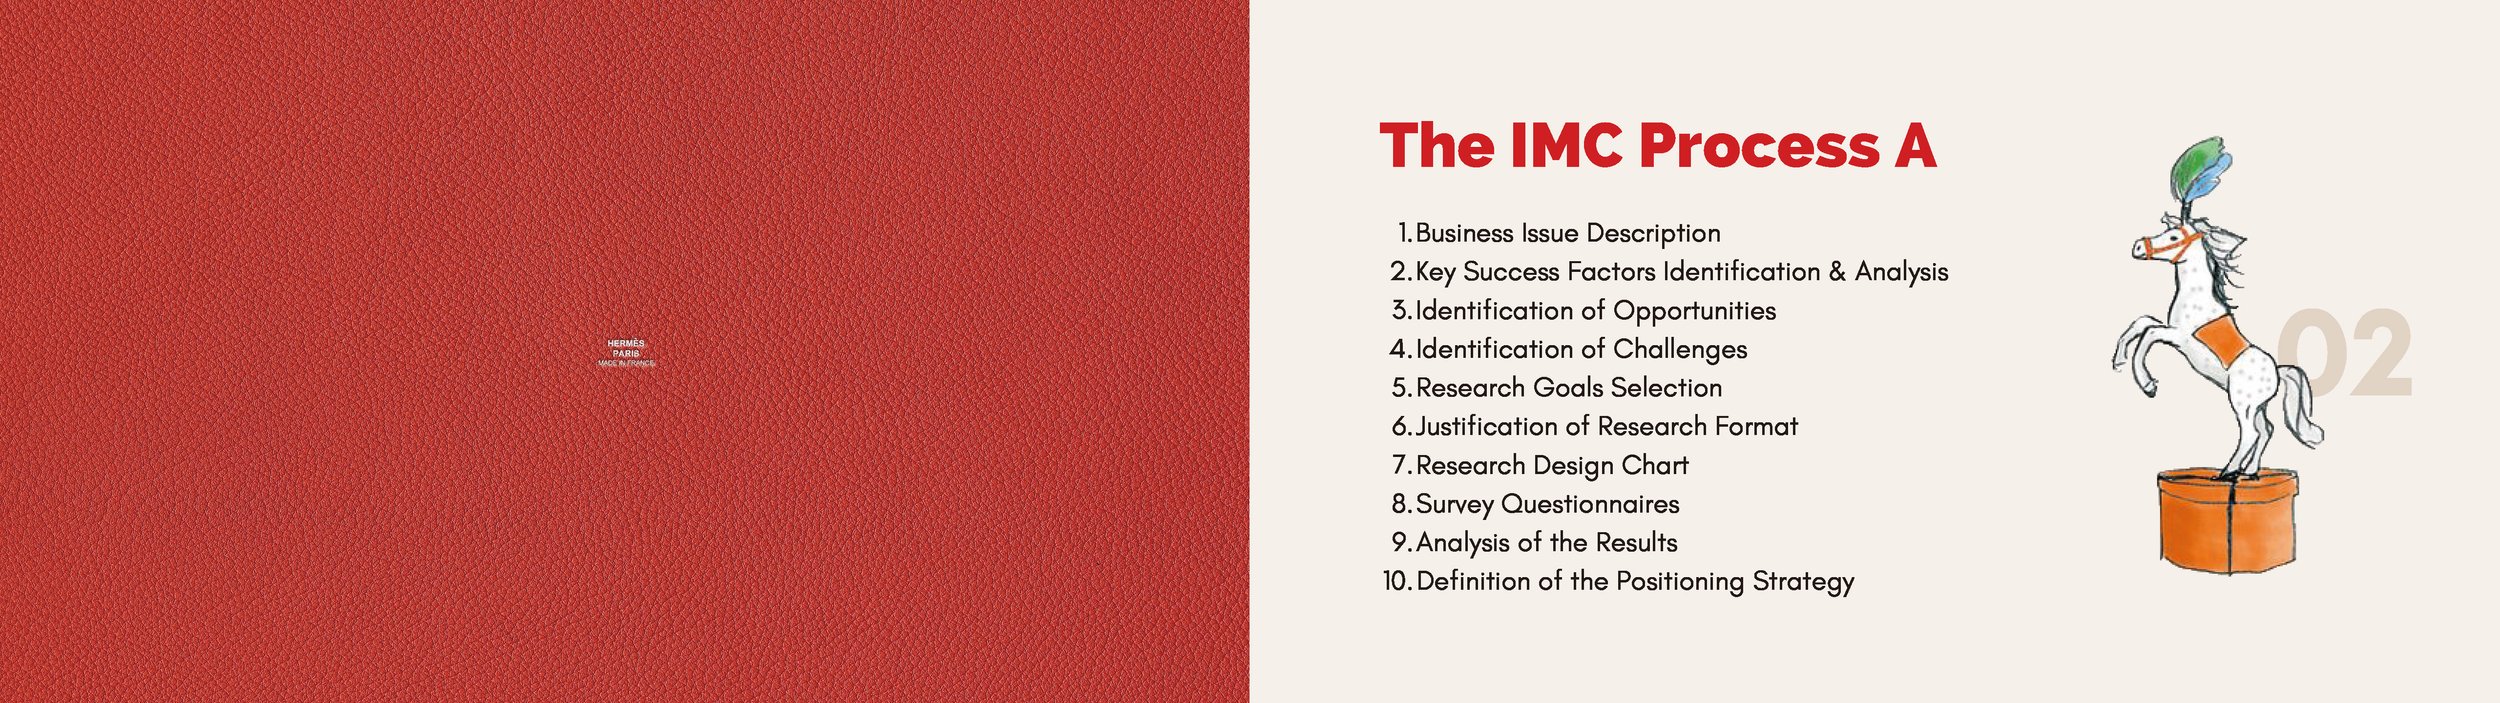 HERMÈS
PARIS
MADE IN FRANCE
The IMC Process A
1. Business Issue Description
2. Key Success Factors Identification & Analysis
3. Identification of Opportunities
4. Identification of Challenges
5. Research Goals Selection
6. Justification of Research Format
7. Research Design Chart
8. Survey Questionnaires
9. Analysis of the Results
10. Definition of the Positioning Strategy
02